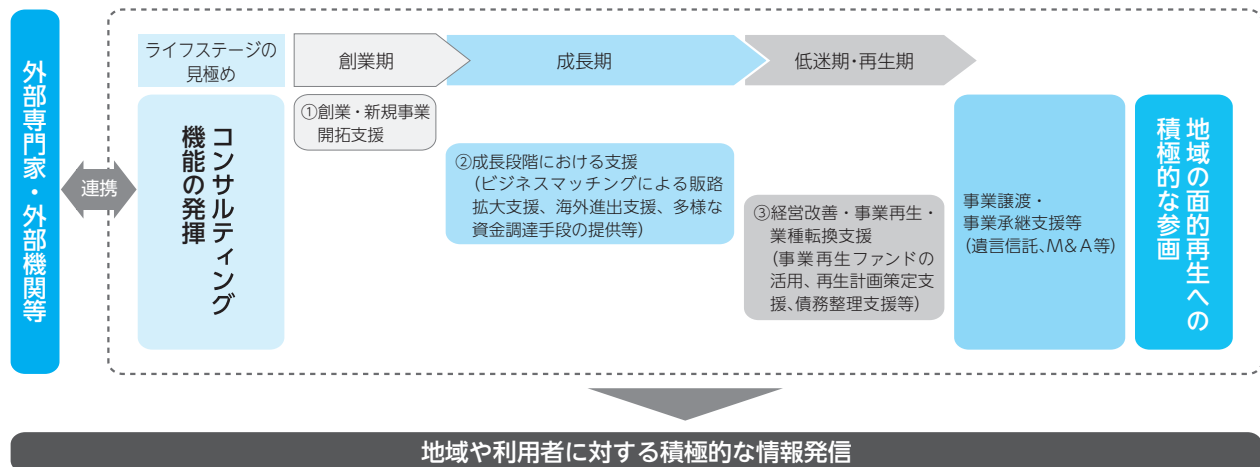 外部専門家・外部機関等
連携
ライフステージの
見極め
コンサルティング
機能の発揮
創業期
成長期
低迷期・再生期
①創業・新規事業
開拓支援
②成長段階における支援
(ビジネスマッチングによる販路
拡大支援、海外進出支援、多様な
資金調達手段の提供等)
③経営改善・事業再生・
業種転換支援
(事業再生ファンドの
活用、再生計画策定支
援、債務整理支援等)
事業譲渡・
事業承継支援等
(遺言信託、M&A等)
地域の面的再生への
積極的な参画
地域や利用者に対する積極的な情報発信